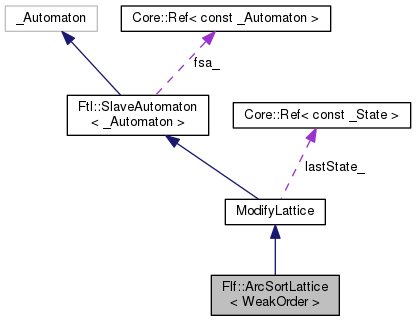 _Automaton
Core::Ref< const _Automaton >
fsa_
Ftl::SlaveAutomaton
< _Automaton >
Core::Ref< const _State >
lastState_
ModifyLattice
Flf::ArcSortLattice
< WeakOrder >